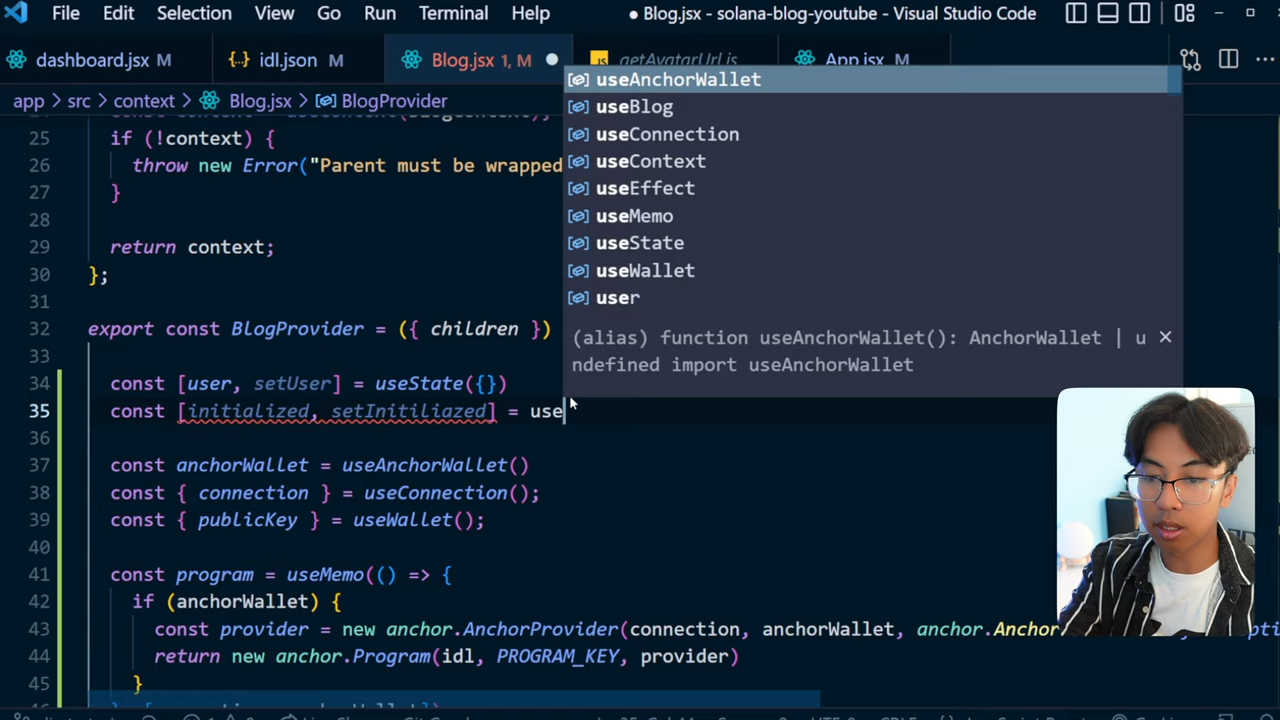 File Edit Selection View Go Run Terminal Help ● Blog.jsx - solana-blog-youtube - Visual Studio Code
dashboard.jsx M {..} idl.json M Blog.jsx 1, M ● JS getAvatarUrl.js App.jsx M
app > src > context > Blog.jsx > BlogProvider
25 if (!context) {
26 throw new Error("Parent must be wrapped
27 }
28
29 return context;
30 };
31
32 export const BlogProvider = ({ children })
33
34 const [user, setUser] = useState({})
35 const [initialized, setInitiliazed] = use
36
37 const anchorWallet = useAnchorWallet()
38 const { connection } = useConnection();
39 const { publicKey } = useWallet();
40
41 const program = useMemo(() => {
42 if (anchorWallet) {
43 const provider = new anchor.AnchorProvider(connection, anchorWallet, anchor.Anchor
44 return new anchor.Program(idl, PROGRAM_KEY, provider)
45 }
useAnchorWallet
useBlog
useConnection
useContext
useEffect
useMemo
useState
useWallet
user
(alias) function useAnchorWallet(): AnchorWallet | u
ndefined import useAnchorWallet